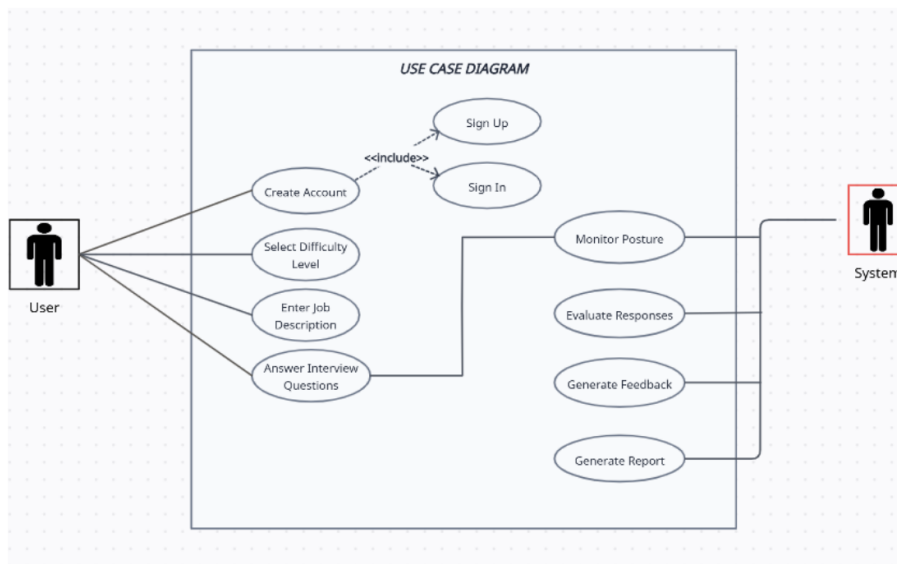 USE CASE DIAGRAM
Sign Up
<<include>>
Sign In
Create Account
Select Difficulty
Level
Enter Job
Description
Answer Interview
Questions
User
Monitor Posture
Evaluate Responses
Generate Feedback
Generate Report
System